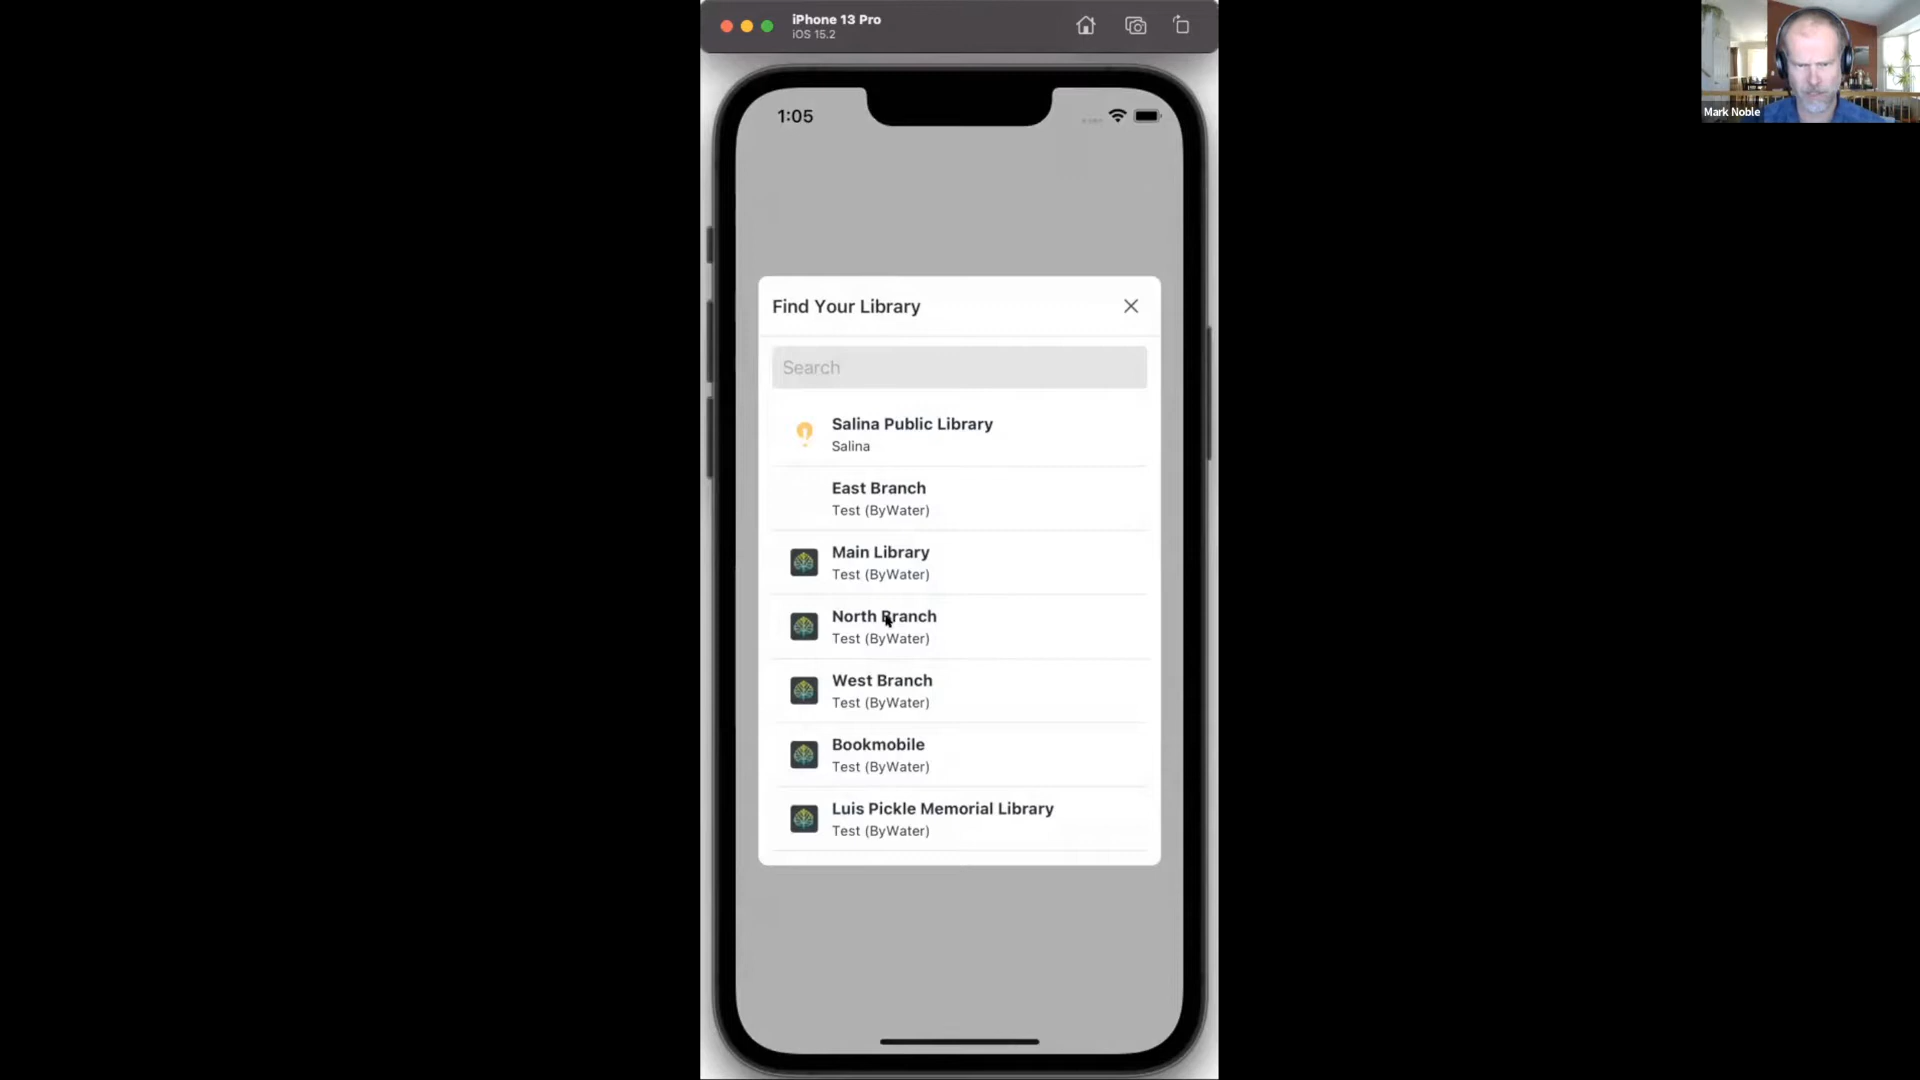 iPhone 13 Pro
iOS 15.2
1:05
Mark Noble
Find Your Library
Search
Salina Public Library
Salina
East Branch
Test (ByWater)
Main Library
Test (ByWater)
North Branch
Test (ByWater)
West Branch
Test (ByWater)
Bookmobile
Test (ByWater)
Luis Pickle Memorial Library
Test (ByWater)